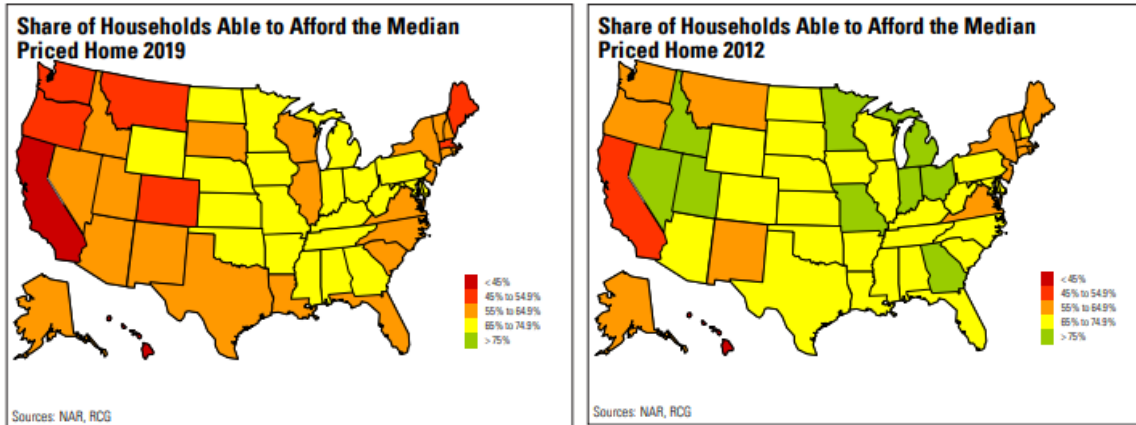 Share of Households Able to Afford the Median
Priced Home 2019
< 45%
45% to 54.9%
55% to 64.9%
65% to 74.9%
> 75%
Sources: NAR, RCG
Share of Households Able to Afford the Median
Priced Home 2012
< 45%
45% to 54.9%
55% to 64.9%
65% to 74.9%
> 75%
Sources: NAR, RCG